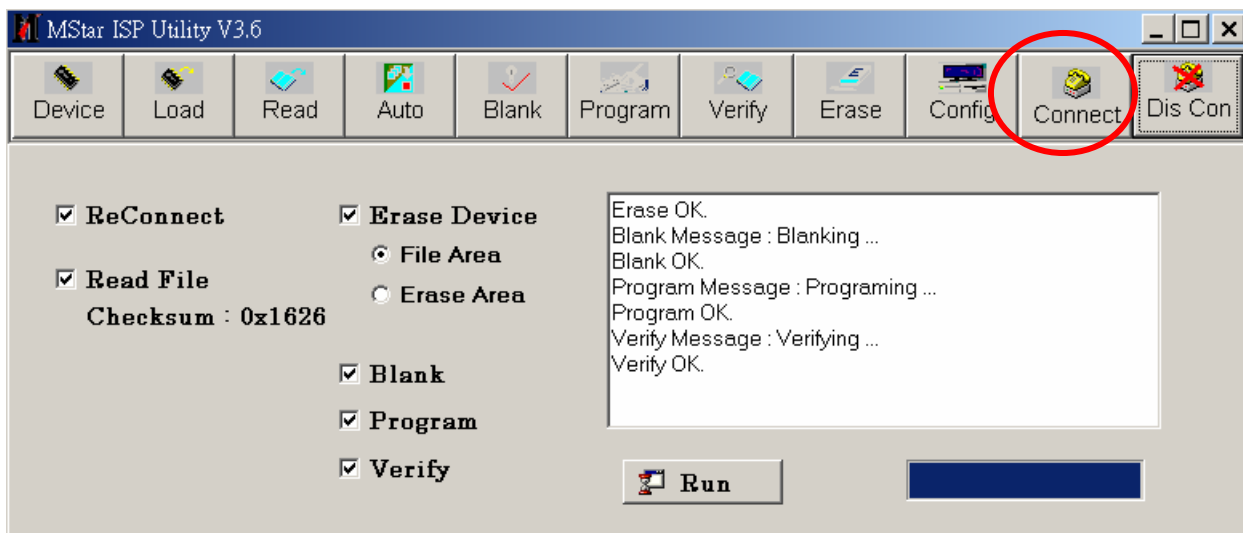 MStar ISP Utility V3.6
Device Load Read Auto Blank Program Verify Erase Config Connect Dis Con
ReConnect
Read File
Checksum : 0x1626
Erase Device
File Area
Erase Area
Blank
Program
Verify
Erase OK.
Blank Message : Blanking ...
Blank OK.
Program Message : Programing ...
Program OK.
Verify Message : Verifying ...
Verify OK.
Run